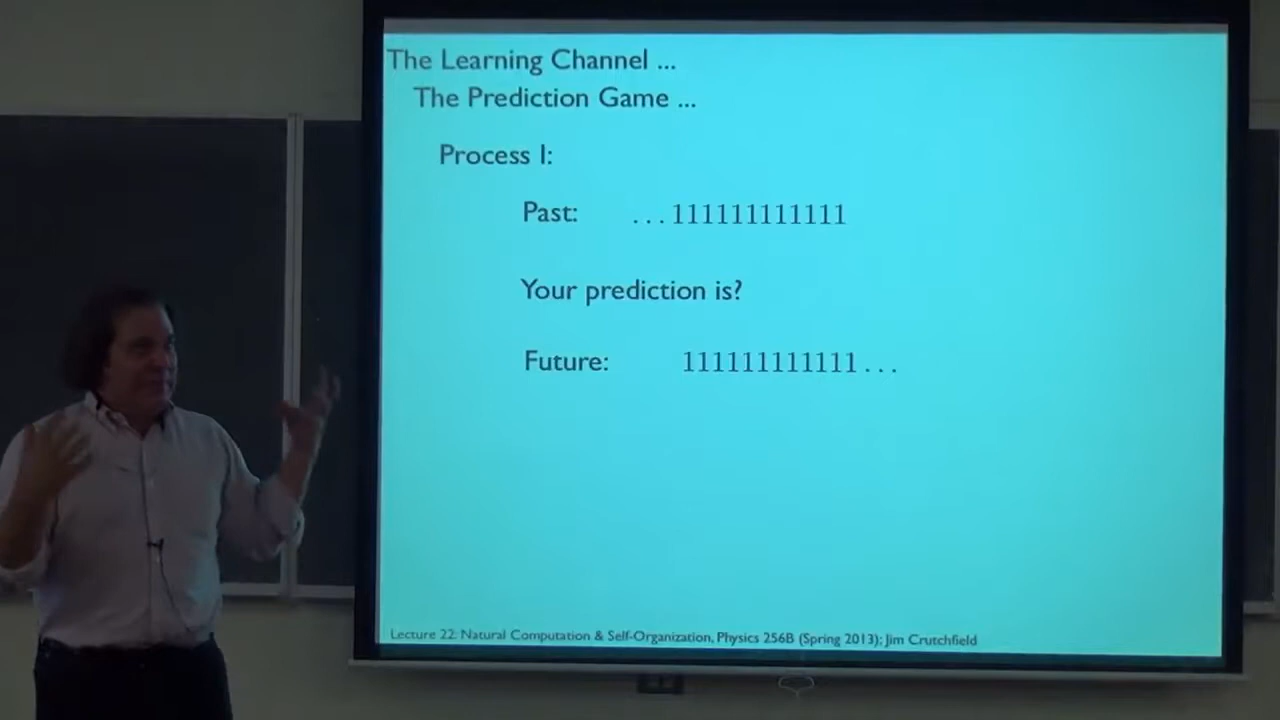 The Learning Channel ...
The Prediction Game ...
Process I:
Past: ...111111111111
Your prediction is?
Future: 111111111111...
Lecture 22: Natural Computation & Self-Organization, Physics 256B (Spring 2013); Jim Crutchfield